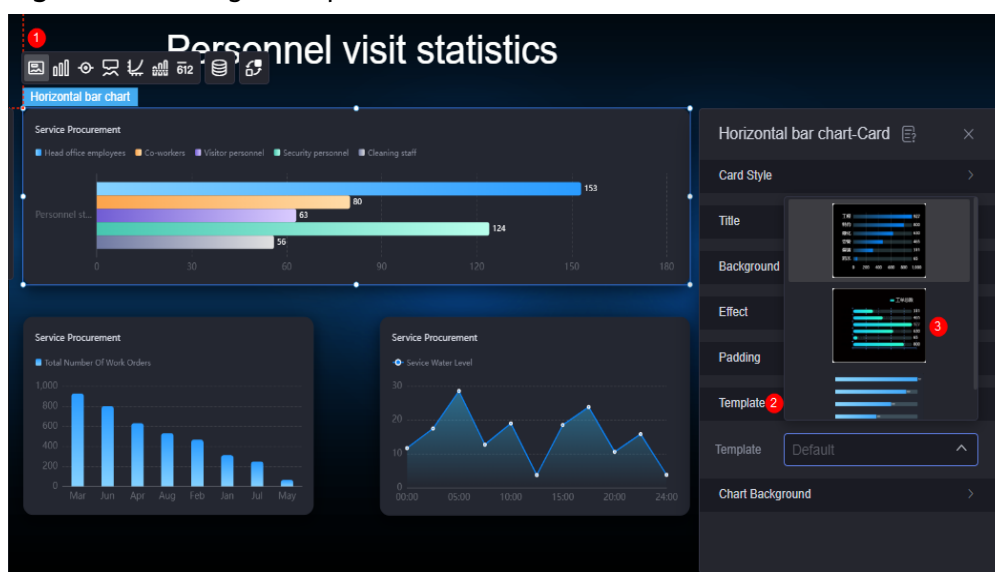 1
Personnel visit statistics
612
Horizontal bar chart
Service Procurement
Head office employees Co-workers Visitor personnel Security personnel Cleaning staff
153
80
Personnel st...
63
124
56
0 30 60 90 120 150 180
Service Procurement
Total Number Of Work Orders
1,000
800
600
400
200
0
Mar Jun Apr Aug Feb Jan Jul May
Service Procurement
Sevice Water Level
30
20
10
0
00:00 05:00 10:00 15:00 20:00 24:00
Horizontal bar chart-Card
Card Style
Title
Background
Effect
3
Padding
Template 2
Template Default
Chart Background